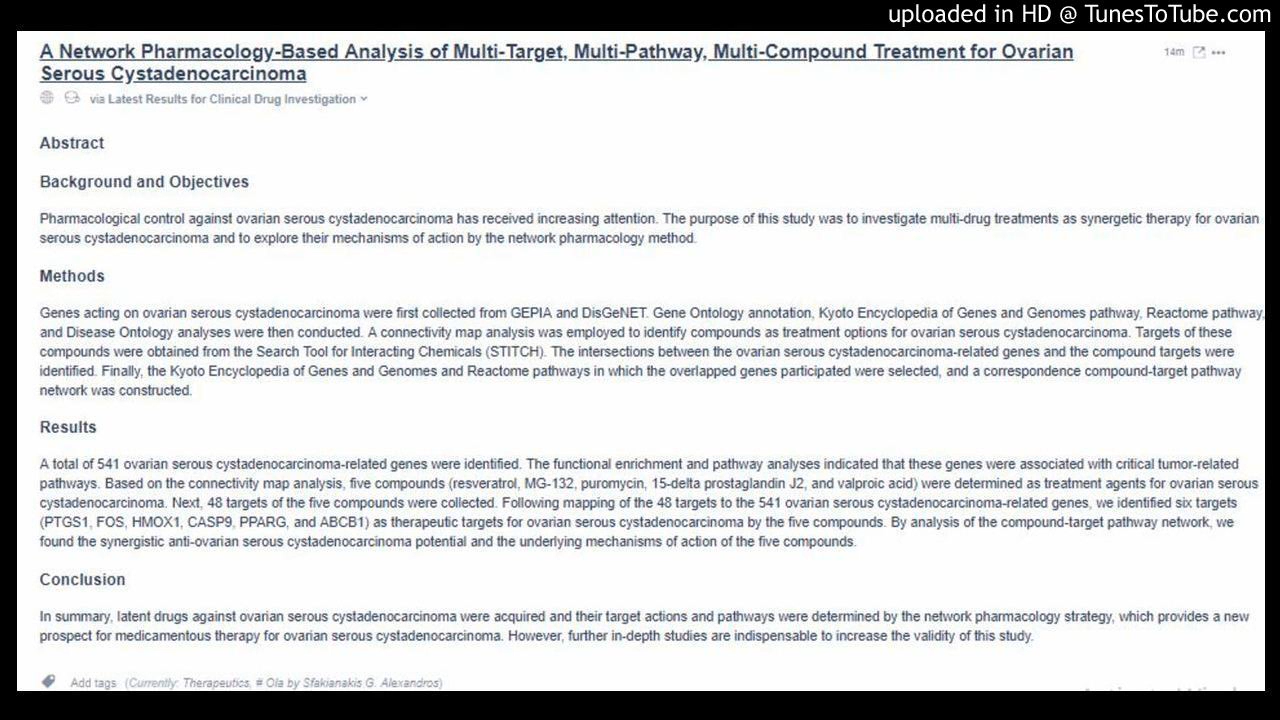 uploaded in HD @ TunesToTube.com
A Network Pharmacology-Based Analysis of Multi-Target, Multi-Pathway, Multi-Compound Treatment for Ovarian
Serous Cystadenocarcinoma
14m
via Latest Results for Clinical Drug Investigation
Abstract
Background and Objectives
Pharmacological control against ovarian serous cystadenocarcinoma has received increasing attention. The purpose of this study was to investigate multi-drug treatments as synergetic therapy for ovarian
serous cystadenocarcinoma and to explore their mechanisms of action by the network pharmacology method.
Methods
Genes acting on ovarian serous cystadenocarcinoma were first collected from GEPIA and DisGeNET. Gene Ontology annotation, Kyoto Encyclopedia of Genes and Genomes pathway, Reactome pathway,
and Disease Ontology analyses were then conducted. A connectivity map analysis was employed to identify compounds as treatment options for ovarian serous cystadenocarcinoma. Targets of these
compounds were obtained from the Search Tool for Interacting Chemicals (STITCH). The intersections between the ovarian serous cystadenocarcinoma-related genes and the compound targets were
identified. Finally, the Kyoto Encyclopedia of Genes and Genomes and Reactome pathways in which the overlapped genes participated were selected, and a correspondence compound-target pathway
network was constructed.
Results
A total of 541 ovarian serous cystadenocarcinoma-related genes were identified. The functional enrichment and pathway analyses indicated that these genes were associated with critical tumor-related
pathways. Based on the connectivity map analysis, five compounds (resveratrol, MG-132, puromycin, 15-delta prostaglandin J2, and valproic acid) were determined as treatment agents for ovarian serous
cystadenocarcinoma. Next, 48 targets of the five compounds were collected. Following mapping of the 48 targets to the 541 ovarian serous cystadenocarcinoma-related genes, we identified six targets
(PTGS1, FOS, HMOX1, CASP9, PPARG, and ABCB1) as therapeutic targets for ovarian serous cystadenocarcinoma by the five compounds. By analysis of the compound-target pathway network, we
found the synergistic anti-ovarian serous cystadenocarcinoma potential and the underlying mechanisms of action of the five compounds.
Conclusion
In summary, latent drugs against ovarian serous cystadenocarcinoma were acquired and their target actions and pathways were determined by the network pharmacology strategy, which provides a new
prospect for medicamentous therapy for ovarian serous cystadenocarcinoma. However, further in-depth studies are indispensable to increase the validity of this study.
Add tags (Currently: Therapeutics, # Ola by Sfakianakis G. Alexandros)